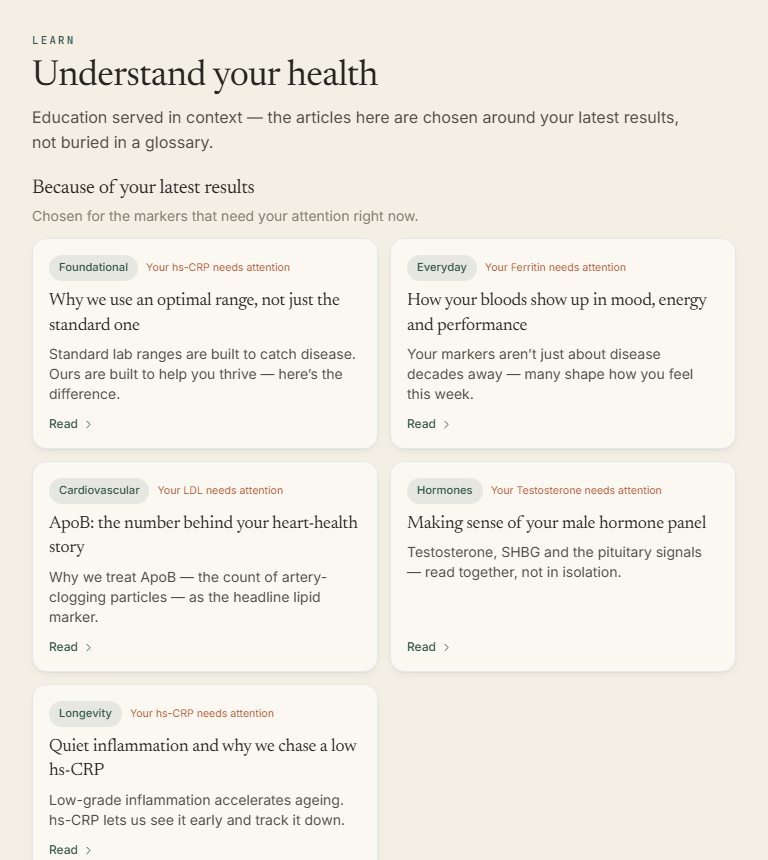 LEARN
Understand your health
Education served in context — the articles here are chosen around your latest results,
not buried in a glossary.
Because of your latest results
Chosen for the markers that need your attention right now.
Foundational Your hs-CRP needs attention
Why we use an optimal range, not just the
standard one
Standard lab ranges are built to catch disease.
Ours are built to help you thrive — here’s the
difference.
Read
Everyday Your Ferritin needs attention
How your bloods show up in mood, energy
and performance
Your markers aren’t just about disease
decades away — many shape how you feel
this week.
Read
Cardiovascular Your LDL needs attention
ApoB: the number behind your heart-health
story
Why we treat ApoB — the count of artery-
clogging particles — as the headline lipid
marker.
Read
Hormones Your Testosterone needs attention
Making sense of your male hormone panel
Testosterone, SHBG and the pituitary signals
— read together, not in isolation.
Read
Longevity Your hs-CRP needs attention
Quiet inflammation and why we chase a low
hs-CRP
Low-grade inflammation accelerates ageing.
hs-CRP lets us see it early and track it down.
Read